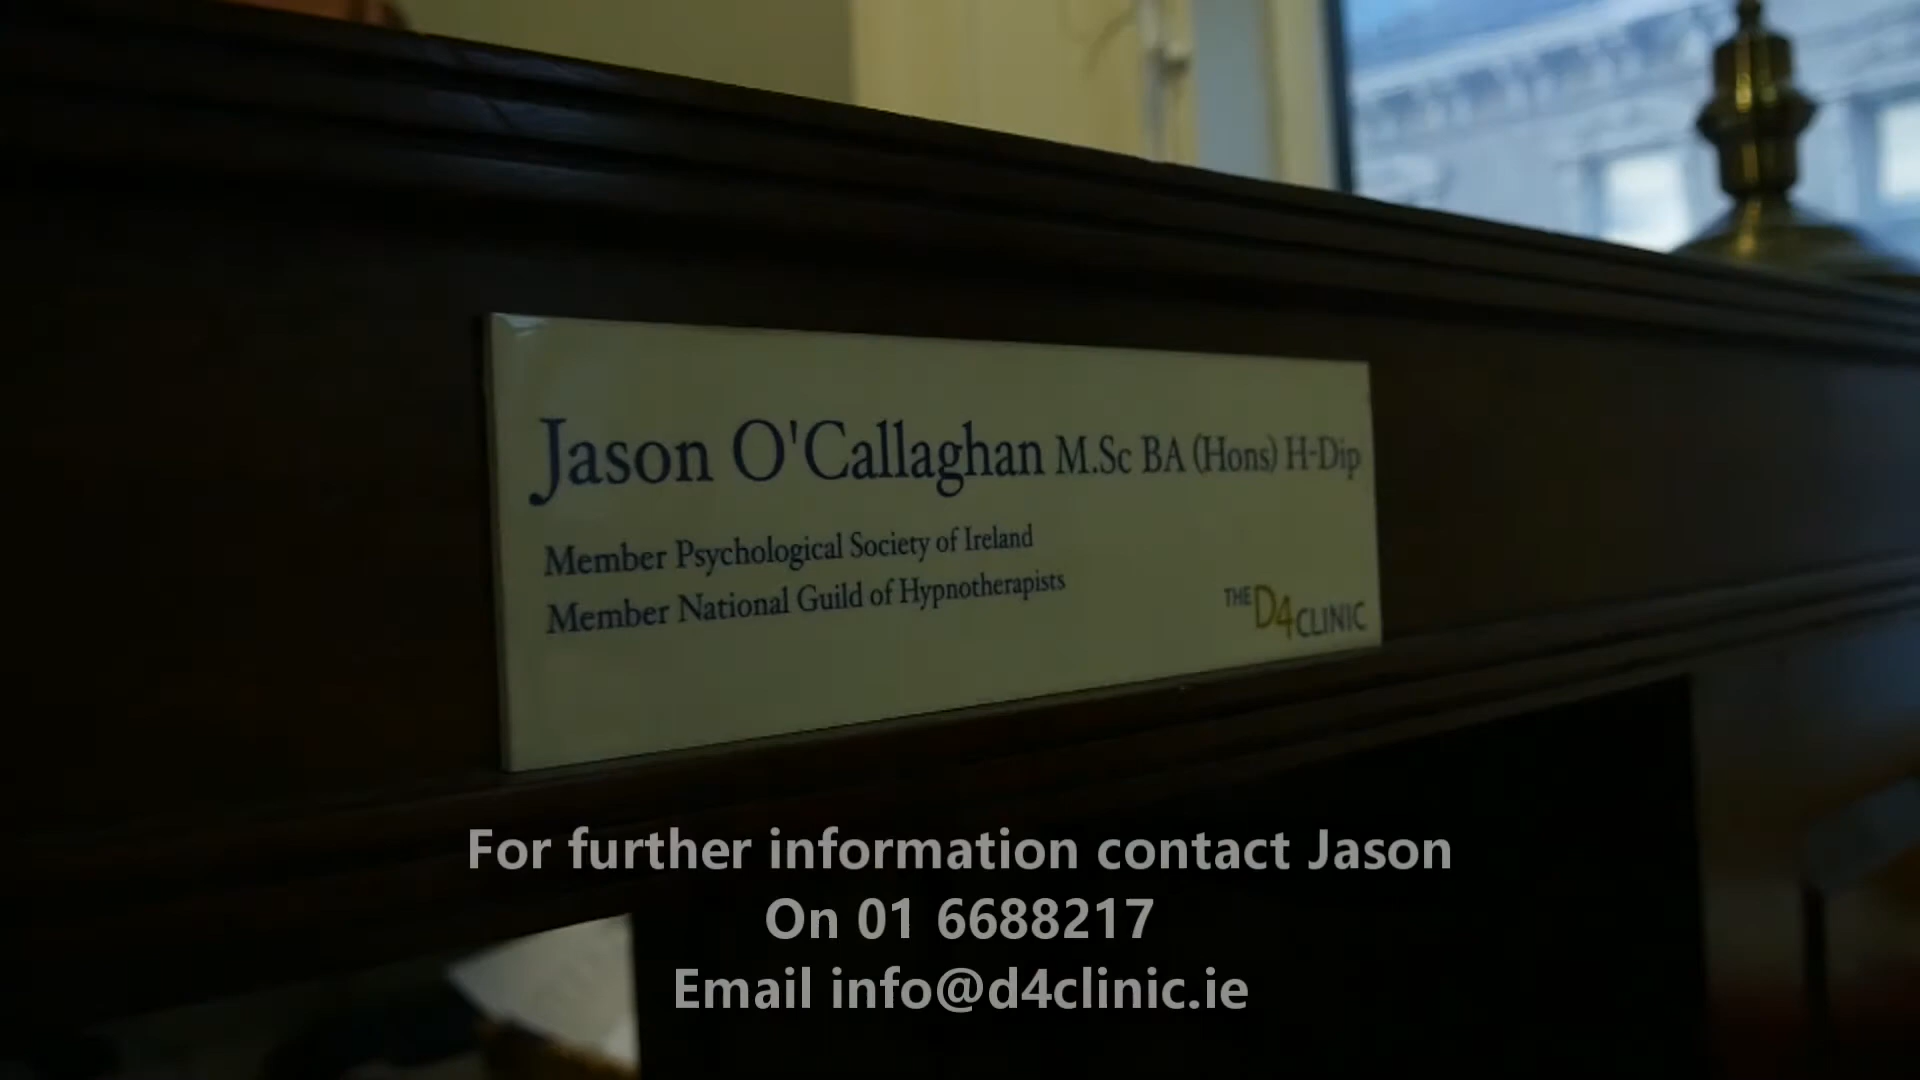 Jason O'Callaghan M.Sc BA (Hons) H-Dip
Member Psychological Society of Ireland
Member National Guild of Hypnotherapists
THE D4 CLINIC
For further information contact Jason
On 01 6688217
Email info@d4clinic.ie